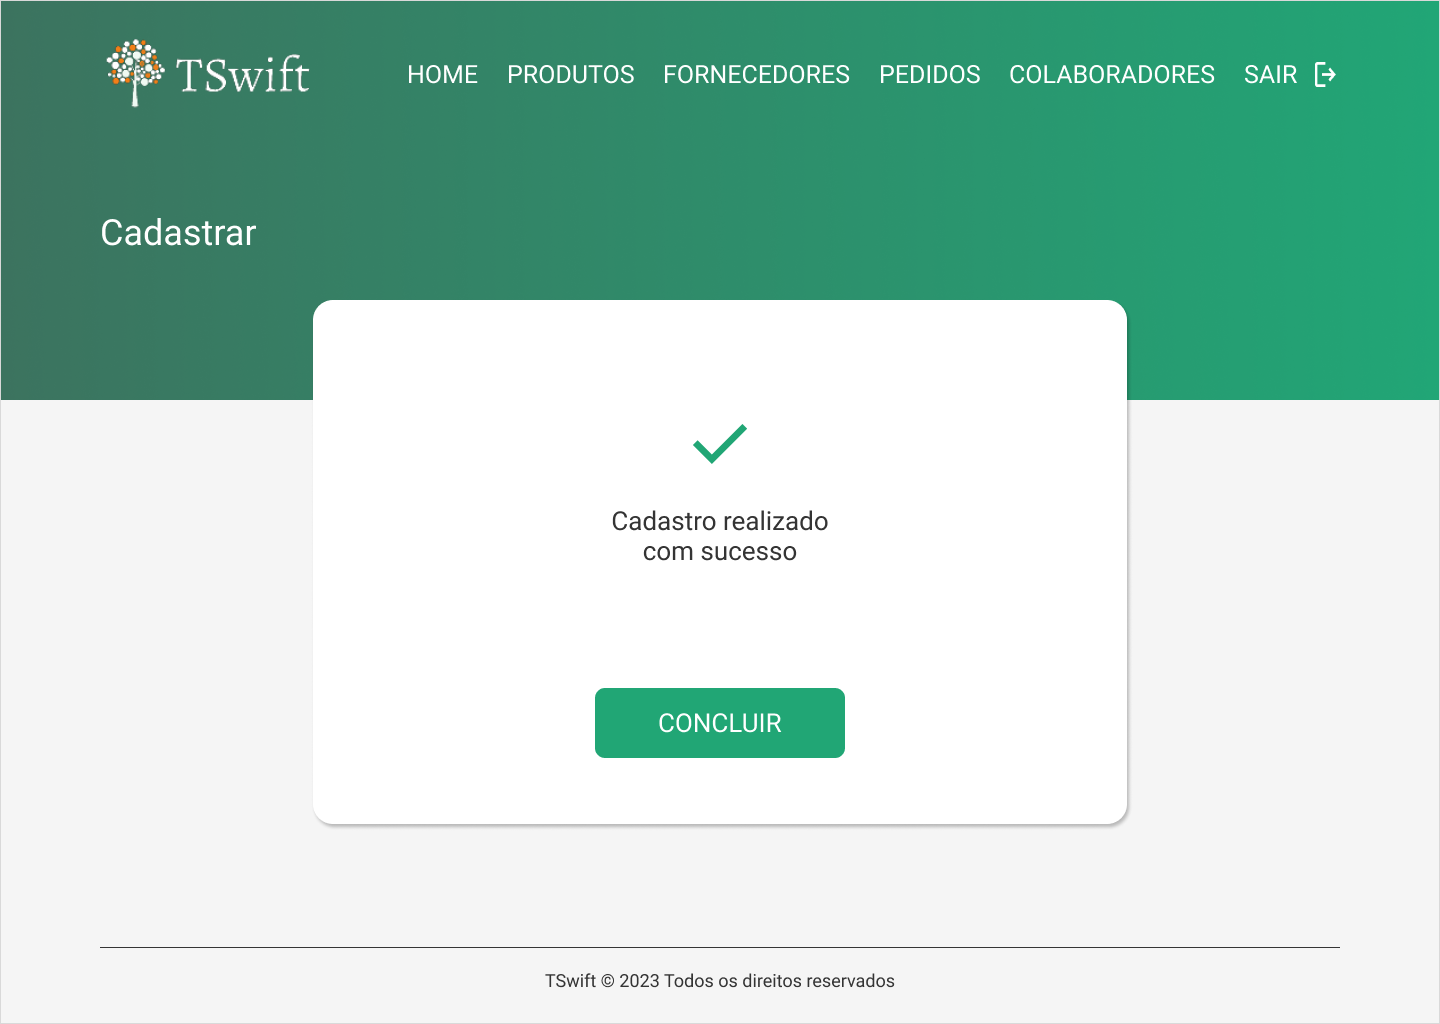 TSwift
HOME PRODUTOS FORNECEDORES PEDIDOS COLABORADORES SAIR
Cadastrar
Cadastro realizado
com sucesso
CONCLUIR
TSwift © 2023 Todos os direitos reservados